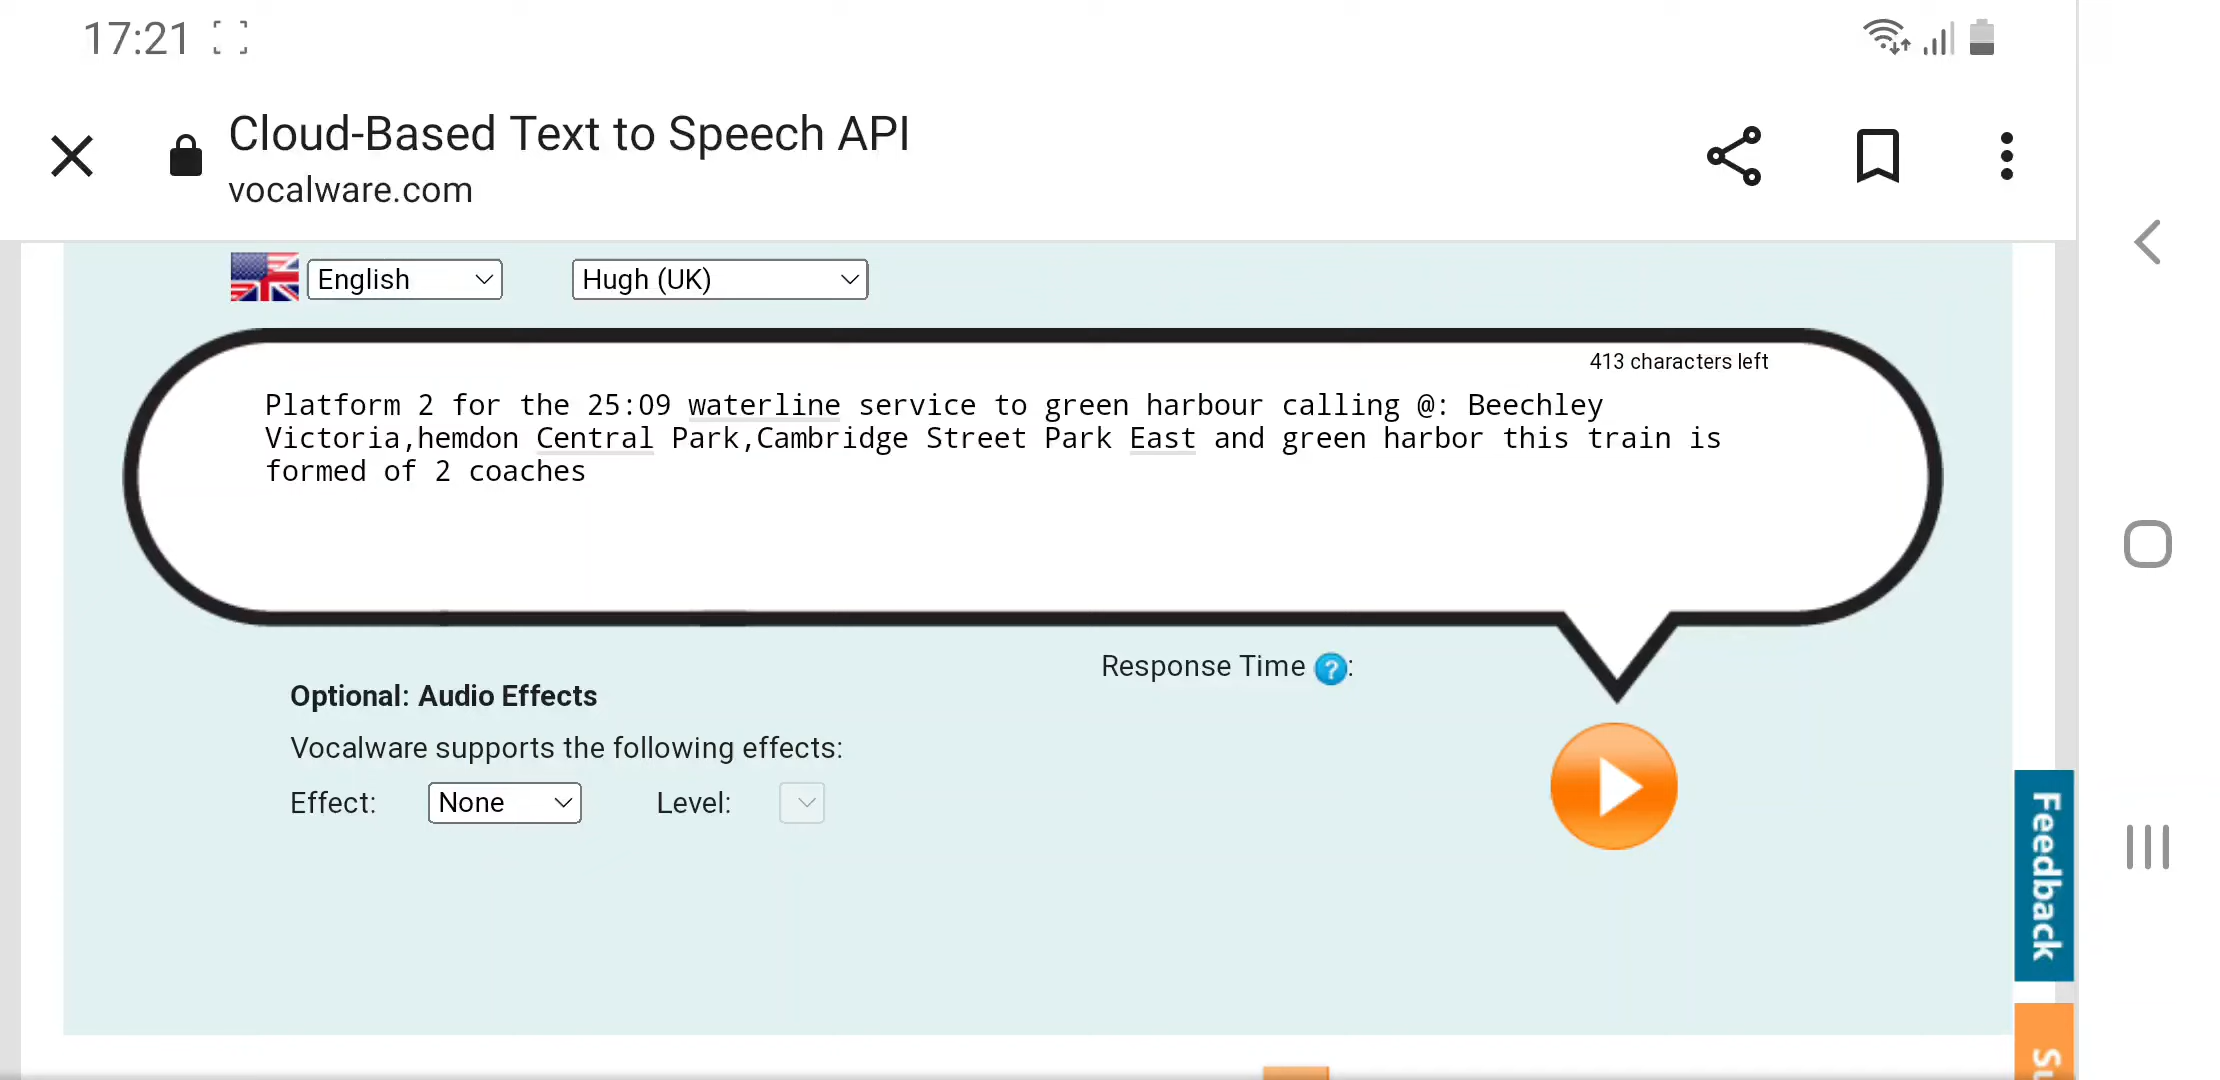 17:21
Cloud-Based Text to Speech API
vocalware.com
English
Hugh (UK)
413 characters left
Platform 2 for the 25:09 waterline service to green harbour calling @: Beechley
Victoria,hemdon Central Park,Cambridge Street Park East and green harbor this train is
formed of 2 coaches
Response Time ?:
Optional: Audio Effects
Vocalware supports the following effects:
Effect: None Level:
Feedback